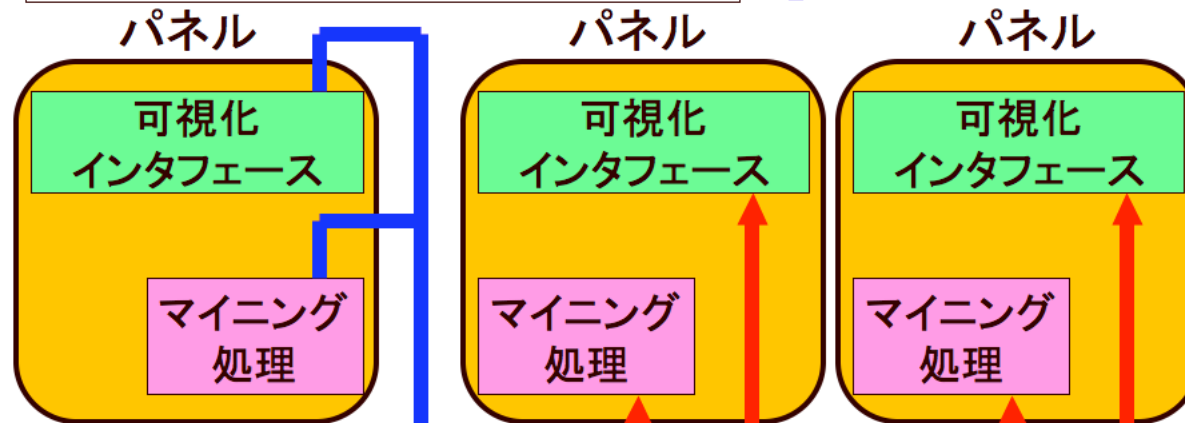 パネル
可視化
インタフェース
マイニング
処理
パネル
可視化
インタフェース
マイニング
処理
パネル
可視化
インタフェース
マイニング
処理